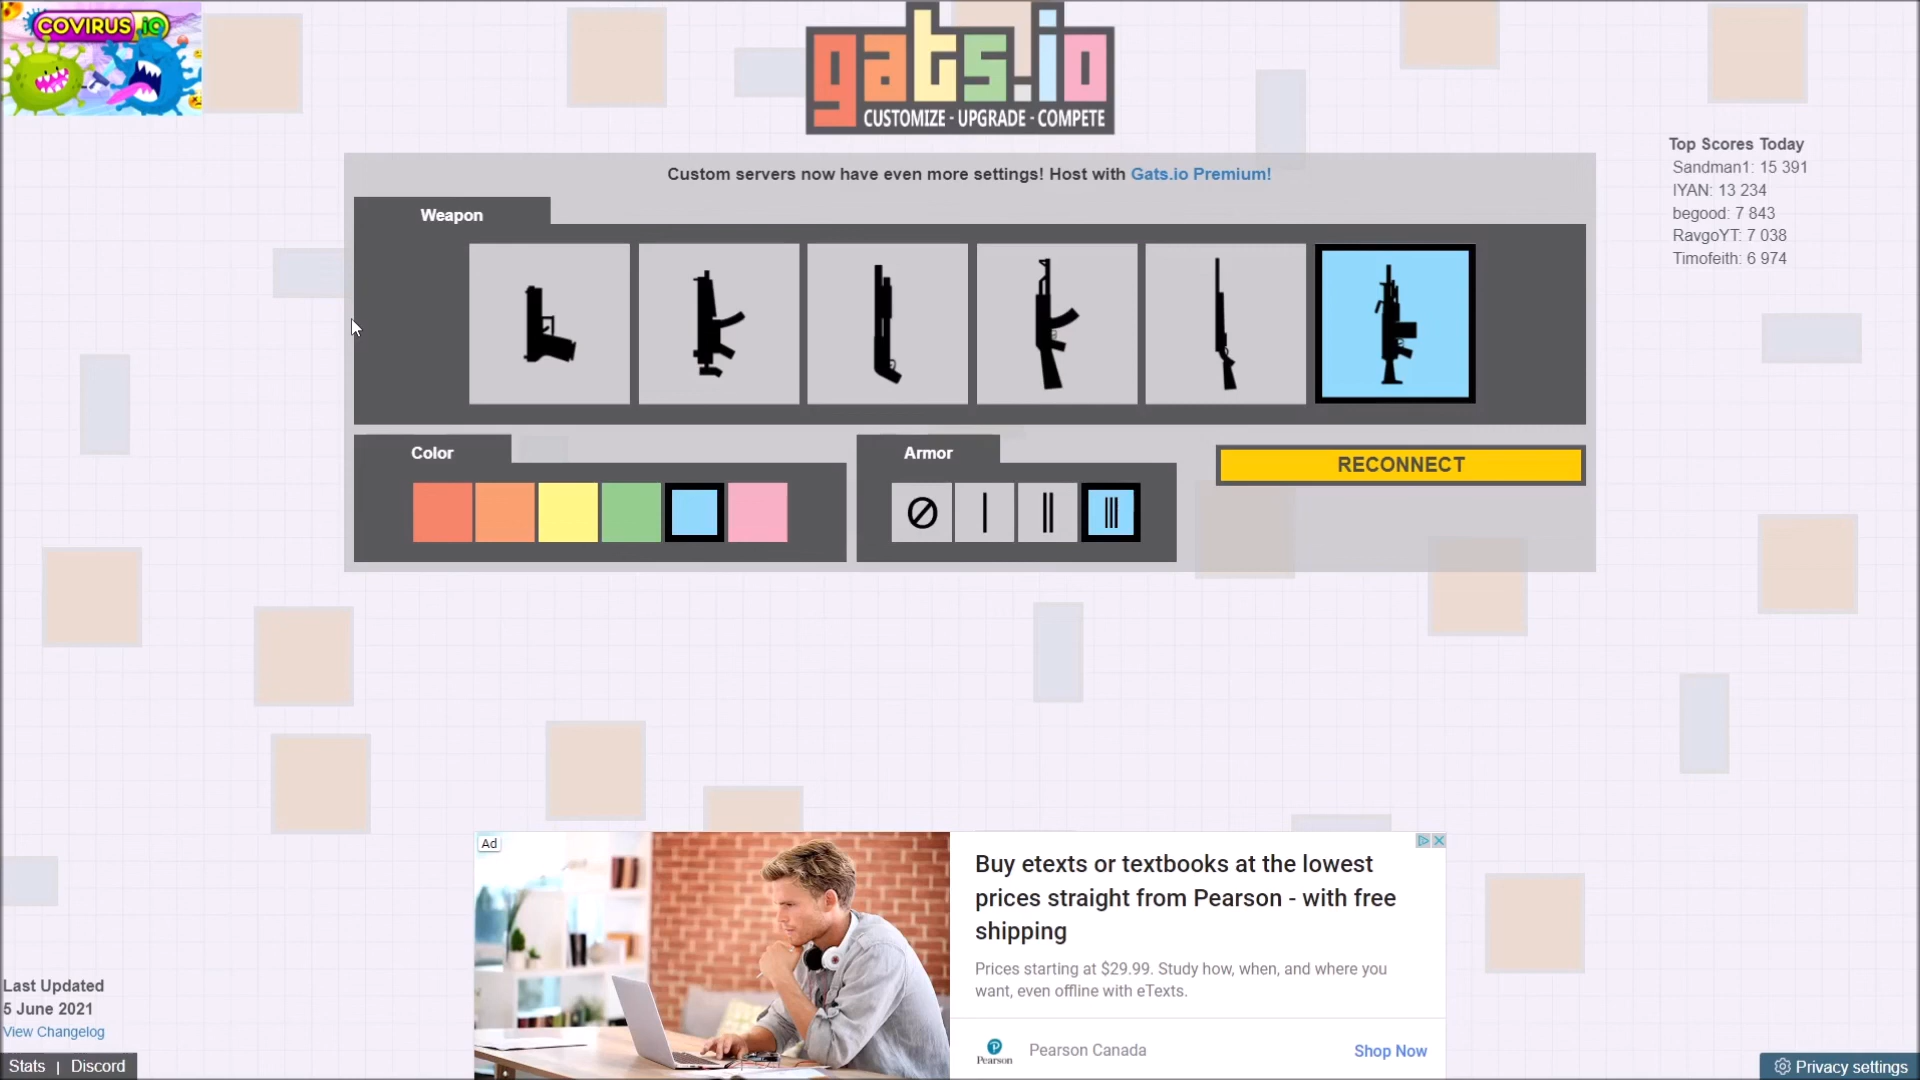 COVIRUS.io
gats.io
CUSTOMIZE - UPGRADE - COMPETE
Custom servers now have even more settings! Host with Gats.io Premium!
Top Scores Today
Sandman1: 15 391
IYAN: 13 234
begood: 7 843
RavgoYT: 7 038
Timofeith: 6 974
Weapon
Color
Armor
RECONNECT
Ad
Buy etexts or textbooks at the lowest
prices straight from Pearson - with free
shipping
Prices starting at $29.99. Study how, when, and where you
want, even offline with eTexts.
Pearson
Pearson Canada
Shop Now
Last Updated
5 June 2021
View Changelog
Stats | Discord
Privacy settings